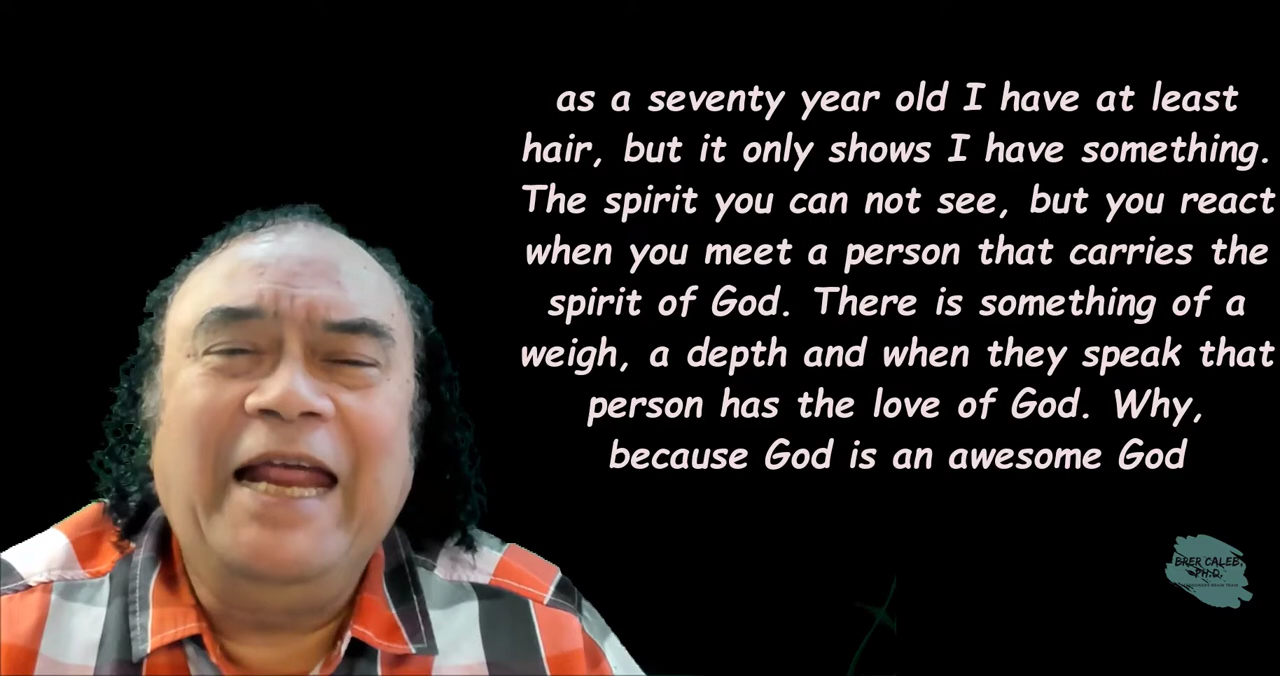 as a seventy year old I have at least
hair, but it only shows I have something.
The spirit you can not see, but you react
when you meet a person that carries the
spirit of God. There is something of a
weigh, a depth and when they speak that
person has the love of God. Why,
because God is an awesome God
BRER CALEB,
PH.D.